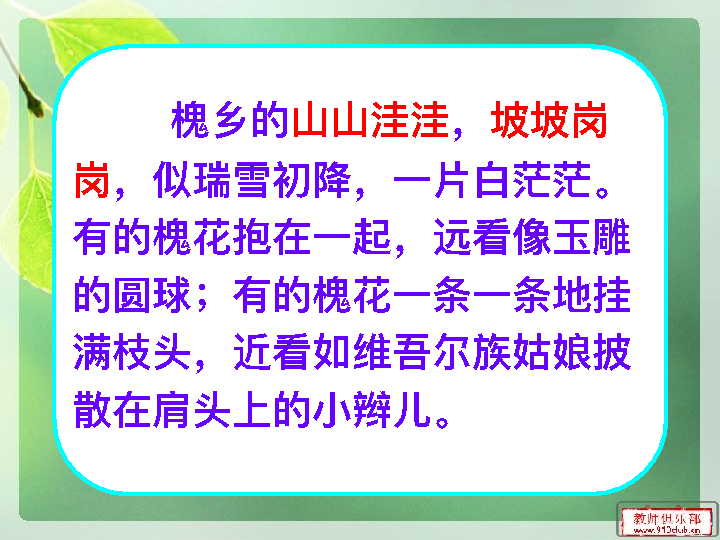 槐乡的山山洼洼，坡坡岗
岗，似瑞雪初降，一片白茫茫。
有的槐花抱在一起，远看像玉雕
的圆球；有的槐花一条一条地挂
满枝头，近看如维吾尔族姑娘披
散在肩头上的小辫儿。
教师俱乐部
www.910club.cn